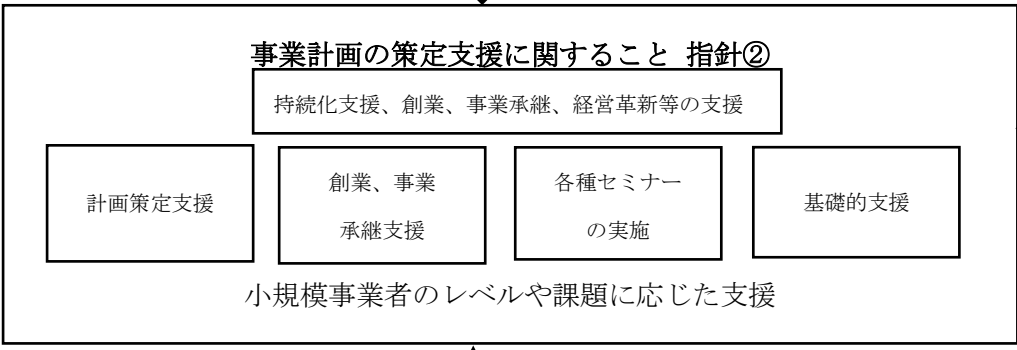 事業計画の策定支援に関すること 指針②
持続化支援、創業、事業承継、経営革新等の支援
計画策定支援
創業、事業
承継支援
各種セミナー
の実施
基礎的支援
小規模事業者のレベルや課題に応じた支援